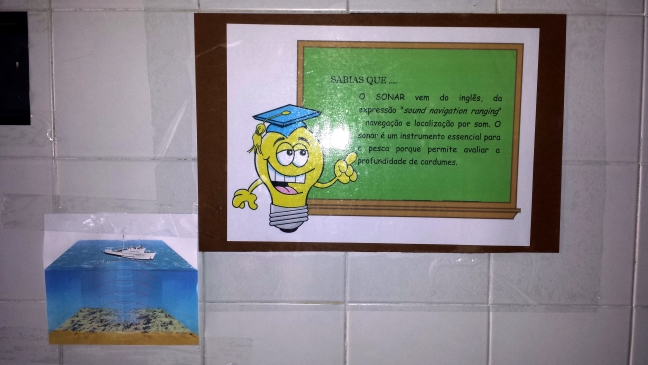 SABIAS QUE ....
O SONAR vem do inglês, da
expressão "sound navigation ranging"
navegação e localização por som. O
sonar é um instrumento essencial para
a pesca porque permite avaliar a
profundidade de cardumes.